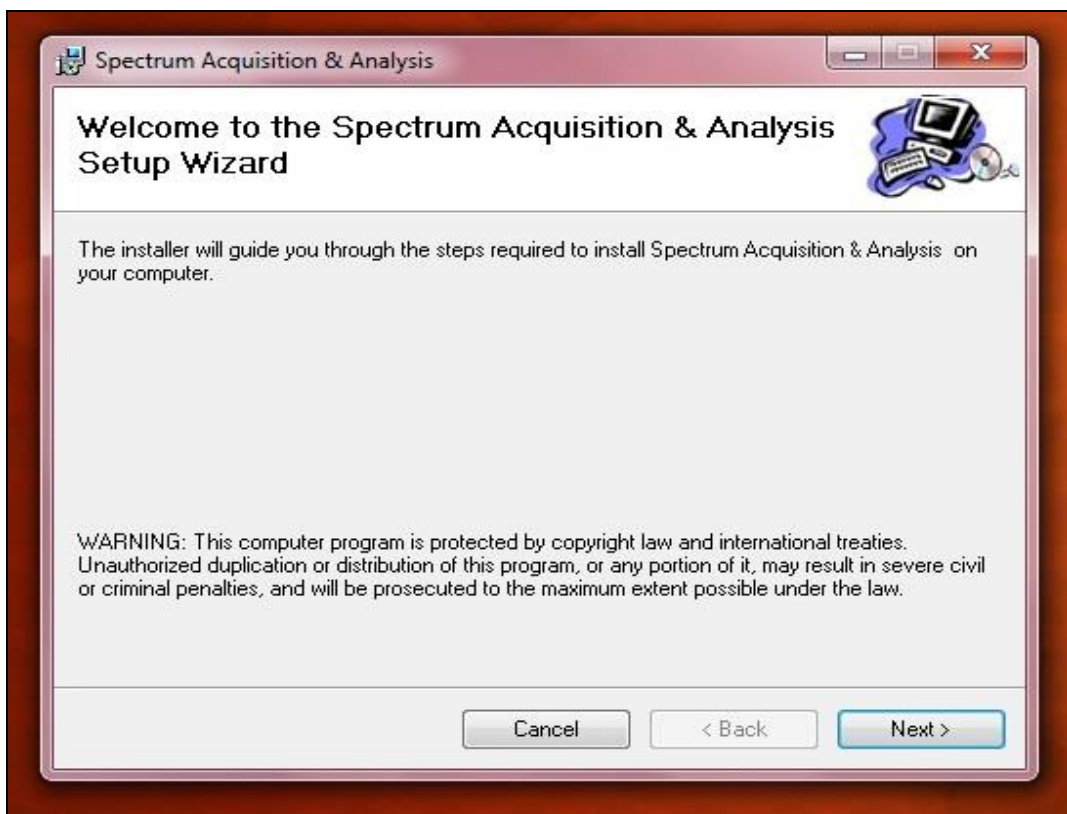 Spectrum Acquisition & Analysis
Welcome to the Spectrum Acquisition & Analysis
Setup Wizard
The installer will guide you through the steps required to install Spectrum Acquisition & Analysis  on
your computer.
WARNING: This computer program is protected by copyright law and international treaties.
Unauthorized duplication or distribution of this program, or any portion of it, may result in severe civil
or criminal penalties, and will be prosecuted to the maximum extent possible under the law.
Cancel
< Back
Next >